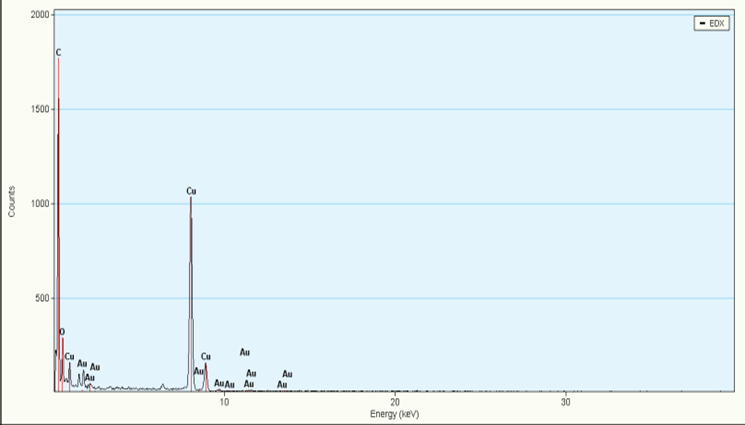 2000
EDX
C
1500
Counts
Cu
1000
500
O
Cu
Au
Au
Au
Au
Cu
Au
Au
Au
Au
Au
Au
Au
10
20
30
Energy (keV)